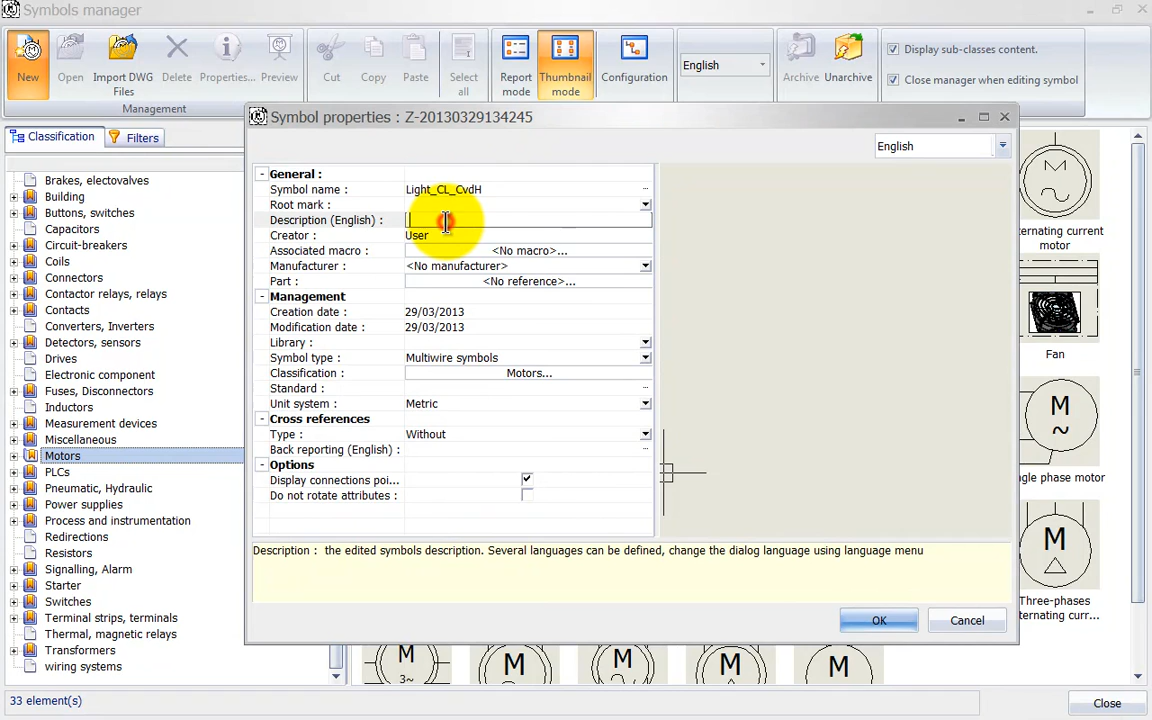 Symbols manager
New
Open
Import DWG
Files
Delete
Properties...
Preview
Cut
Copy
Paste
Select
all
Report
mode
Thumbnail
mode
Configuration
English
Archive
Unarchive
Display sub-classes content.
Close manager when editing symbol
Management
Classification
Filters
Brakes, electovalves
Building
Buttons, switches
Capacitors
Circuit-breakers
Coils
Connectors
Contactor relays, relays
Contacts
Converters, Inverters
Detectors, sensors
Drives
Electronic component
Fuses, Disconnectors
Inductors
Measurement devices
Miscellaneous
Motors
PLCs
Pneumatic, Hydraulic
Power supplies
Process and instrumentation
Redirections
Resistors
Signalling, Alarm
Starter
Switches
Terminal strips, terminals
Thermal, magnetic relays
Transformers
wiring systems
Symbol properties : Z-20130329134245
English
General :
Symbol name : Light_CL_CvdH
Root mark :
Description (English) :
Creator : User
Associated macro : <No macro>...
Manufacturer : <No manufacturer>
Part : <No reference>...
Management
Creation date : 29/03/2013
Modification date : 29/03/2013
Library :
Symbol type : Multiwire symbols
Classification : Motors...
Standard :
Unit system : Metric
Cross references
Type : Without
Back reporting (English) :
Options
Display connections poi...
Do not rotate attributes :
Description : the edited symbols description. Several languages can be defined, change the dialog language using language menu
OK
Cancel
M
ternating current
motor
Fan
M
~
gle phase motor
M
Three-phases
ternating curr...
M
3~
M
M
M
M
33 element(s)
Close